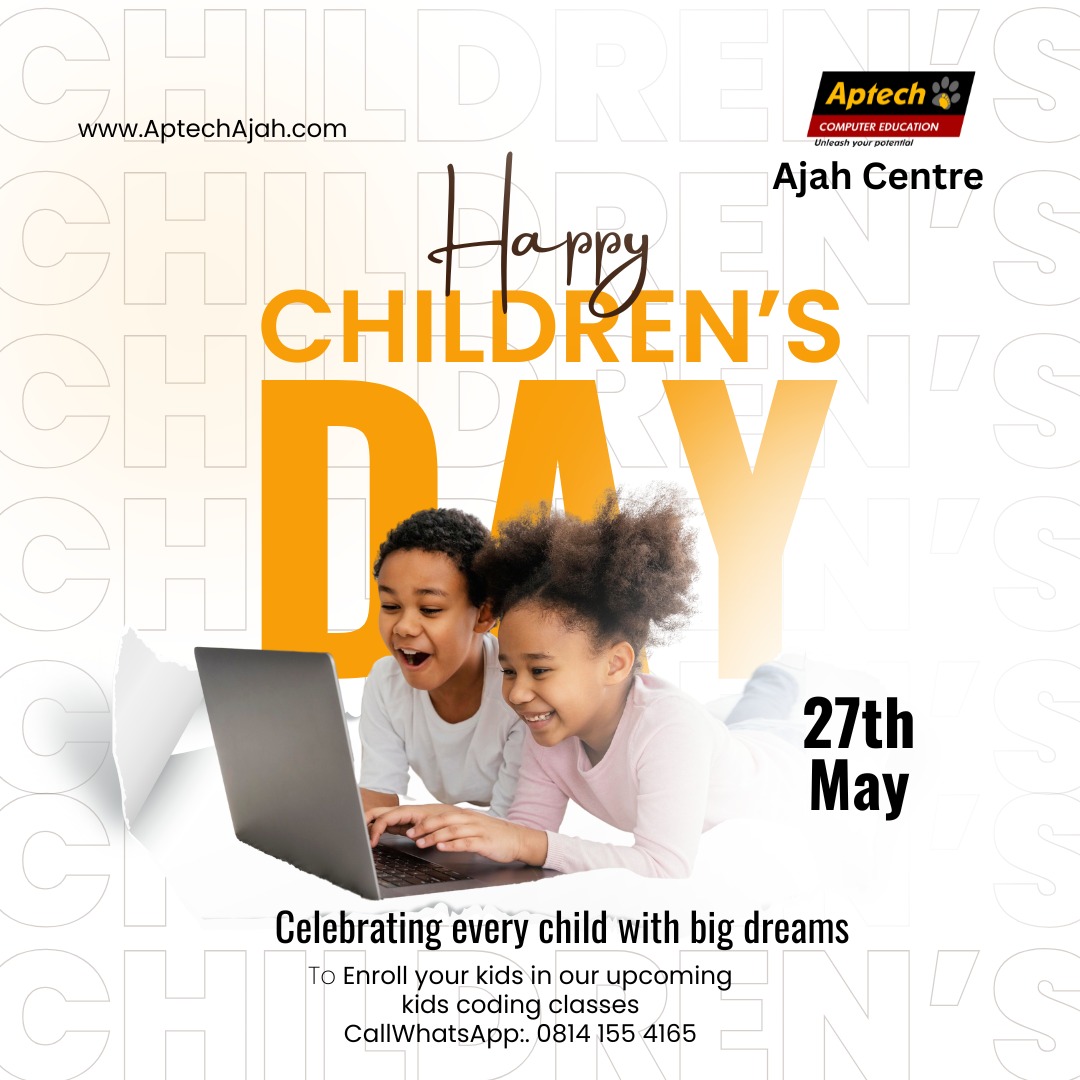 www.AptechAjah.com
Aptech
COMPUTER EDUCATION
Unleash your potential
Ajah Centre
Happy
CHILDREN'S
DAY
27th
May
Celebrating every child with big dreams
To Enroll your kids in our upcoming
kids coding classes
CallWhatsApp:. 0814 155 4165
CHILDREN'S
CHILDREN'S
CHILDREN'S
CHILDREN'S
CHILDREN'S
CHILDREN'S
CHILDREN'S